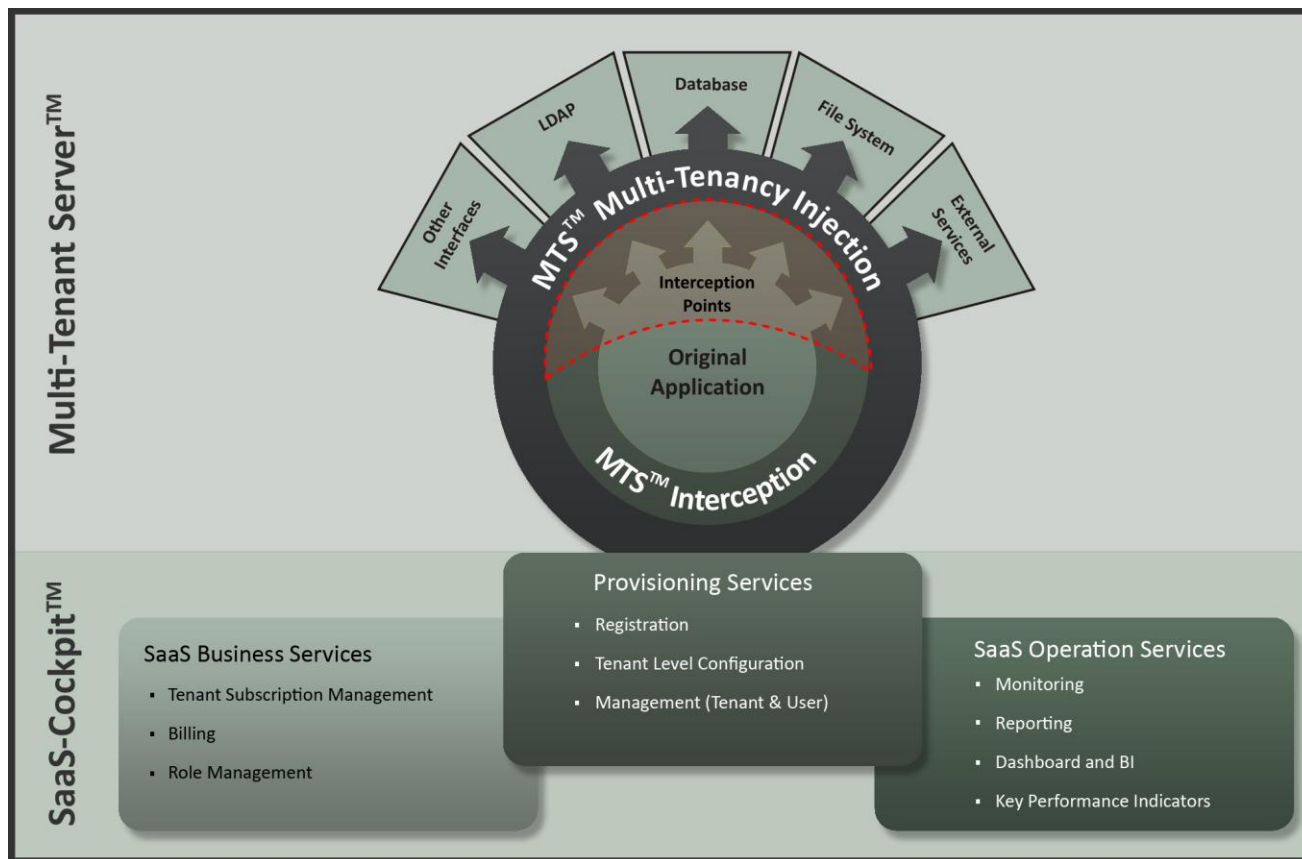 Multi-Tenant Server™
Other
Interfaces
LDAP
Database
File System
External
Services
MTS™ Multi-Tenancy Injection
Interception
Points
Original
Application
MTS™ Interception
SaaS-Cockpit™
SaaS Business Services
▪ Tenant Subscription Management
▪ Billing
▪ Role Management
Provisioning Services
▪ Registration
▪ Tenant Level Configuration
▪ Management (Tenant & User)
SaaS Operation Services
▪ Monitoring
▪ Reporting
▪ Dashboard and BI
▪ Key Performance Indicators